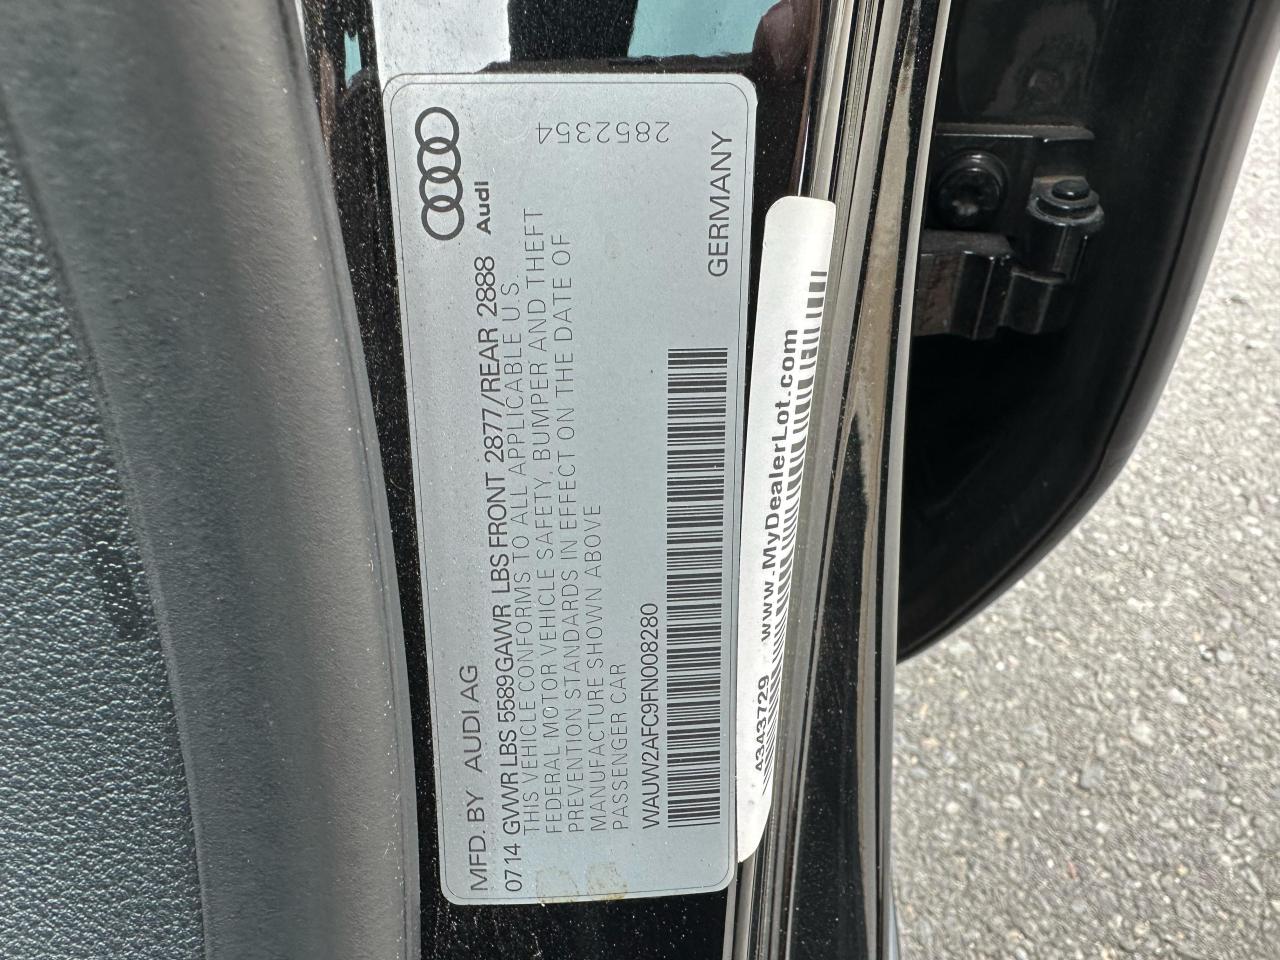 MFD. BY AUDI AG
Audi
0714 GVWR LBS 5589 GAWR LBS FRONT 2877/REAR 2888
THIS VEHICLE CONFORMS TO ALL APPLICABLE U.S.
FEDERAL MOTOR VEHICLE SAFETY, BUMPER AND THEFT
PREVENTION STANDARDS IN EFFECT ON THE DATE OF
MANUFACTURE SHOWN ABOVE
PASSENGER CAR
WAUW2AFC9FN008280
GERMANY
2852354
4343729 www.MyDealerLot.com